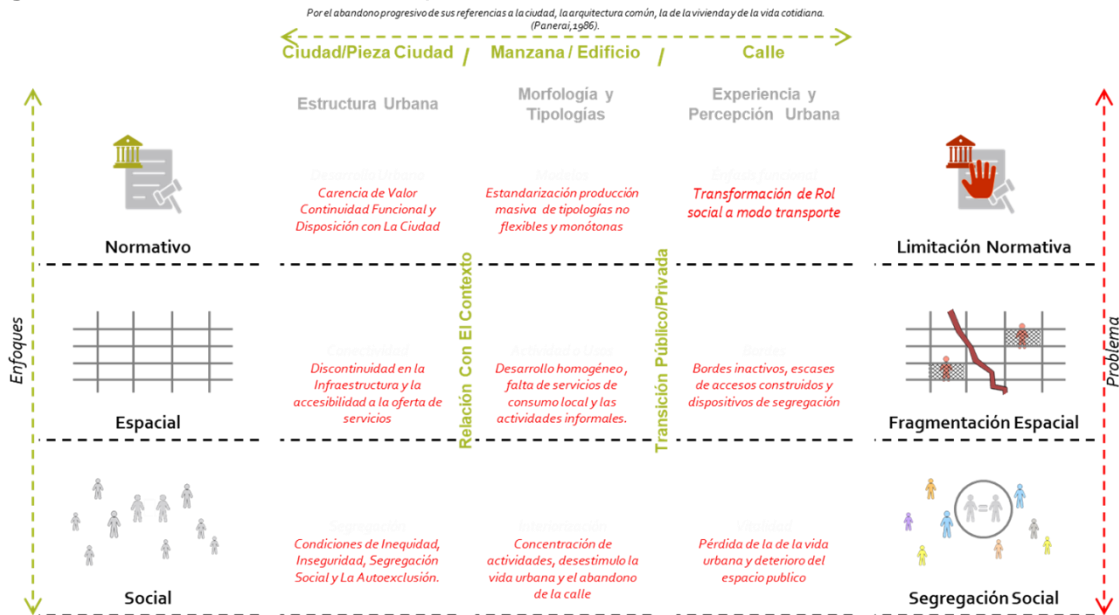 Por el abandono progresivo de sus referencias a la ciudad, la arquitectura común, la de la vivienda y de la vida cotidiana.
(Panerai,1986).
Ciudad/Pieza Ciudad / Manzana / Edificio / Calle
Estructura Urbana
Morfología y
Tipologías
Experiencia y
Percepción Urbana
Normativo
Carencia de Valor
Continuidad Funcional y
Disposición con La Ciudad
Estandarización producción
masiva de tipologías no
flexibles y monótonas
Transformación de Rol
social a modo transporte
Limitación Normativa
Enfoques
Relación Con El Contexto
Transición Público/Privada
Problema
Espacial
Discontinuidad en la
Infraestructura y la
accesibilidad a la oferta de
servicios
Desarrollo homogéneo,
falta de servicios de
consumo local y las
actividades informales.
Bordes inactivos, escases
de accesos construidos y
dispositivos de segregación
Fragmentación Espacial
Social
Condiciones de Inequidad,
Inseguridad, Segregación
Social y La Autoexclusión.
Concentración de
actividades, desestimulo la
vida urbana y el abandono
de la calle
Pérdida de la de la vida
urbana y deterioro del
espacio publico
=
Segregación Social